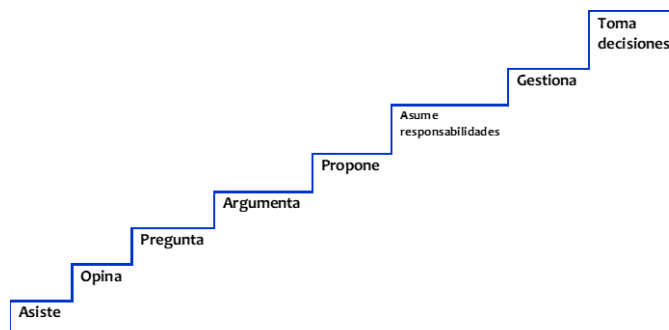 Toma
decisiones
Gestiona
Asume
responsabilidades
Propone
Argumenta
Pregunta
Opina
Asiste